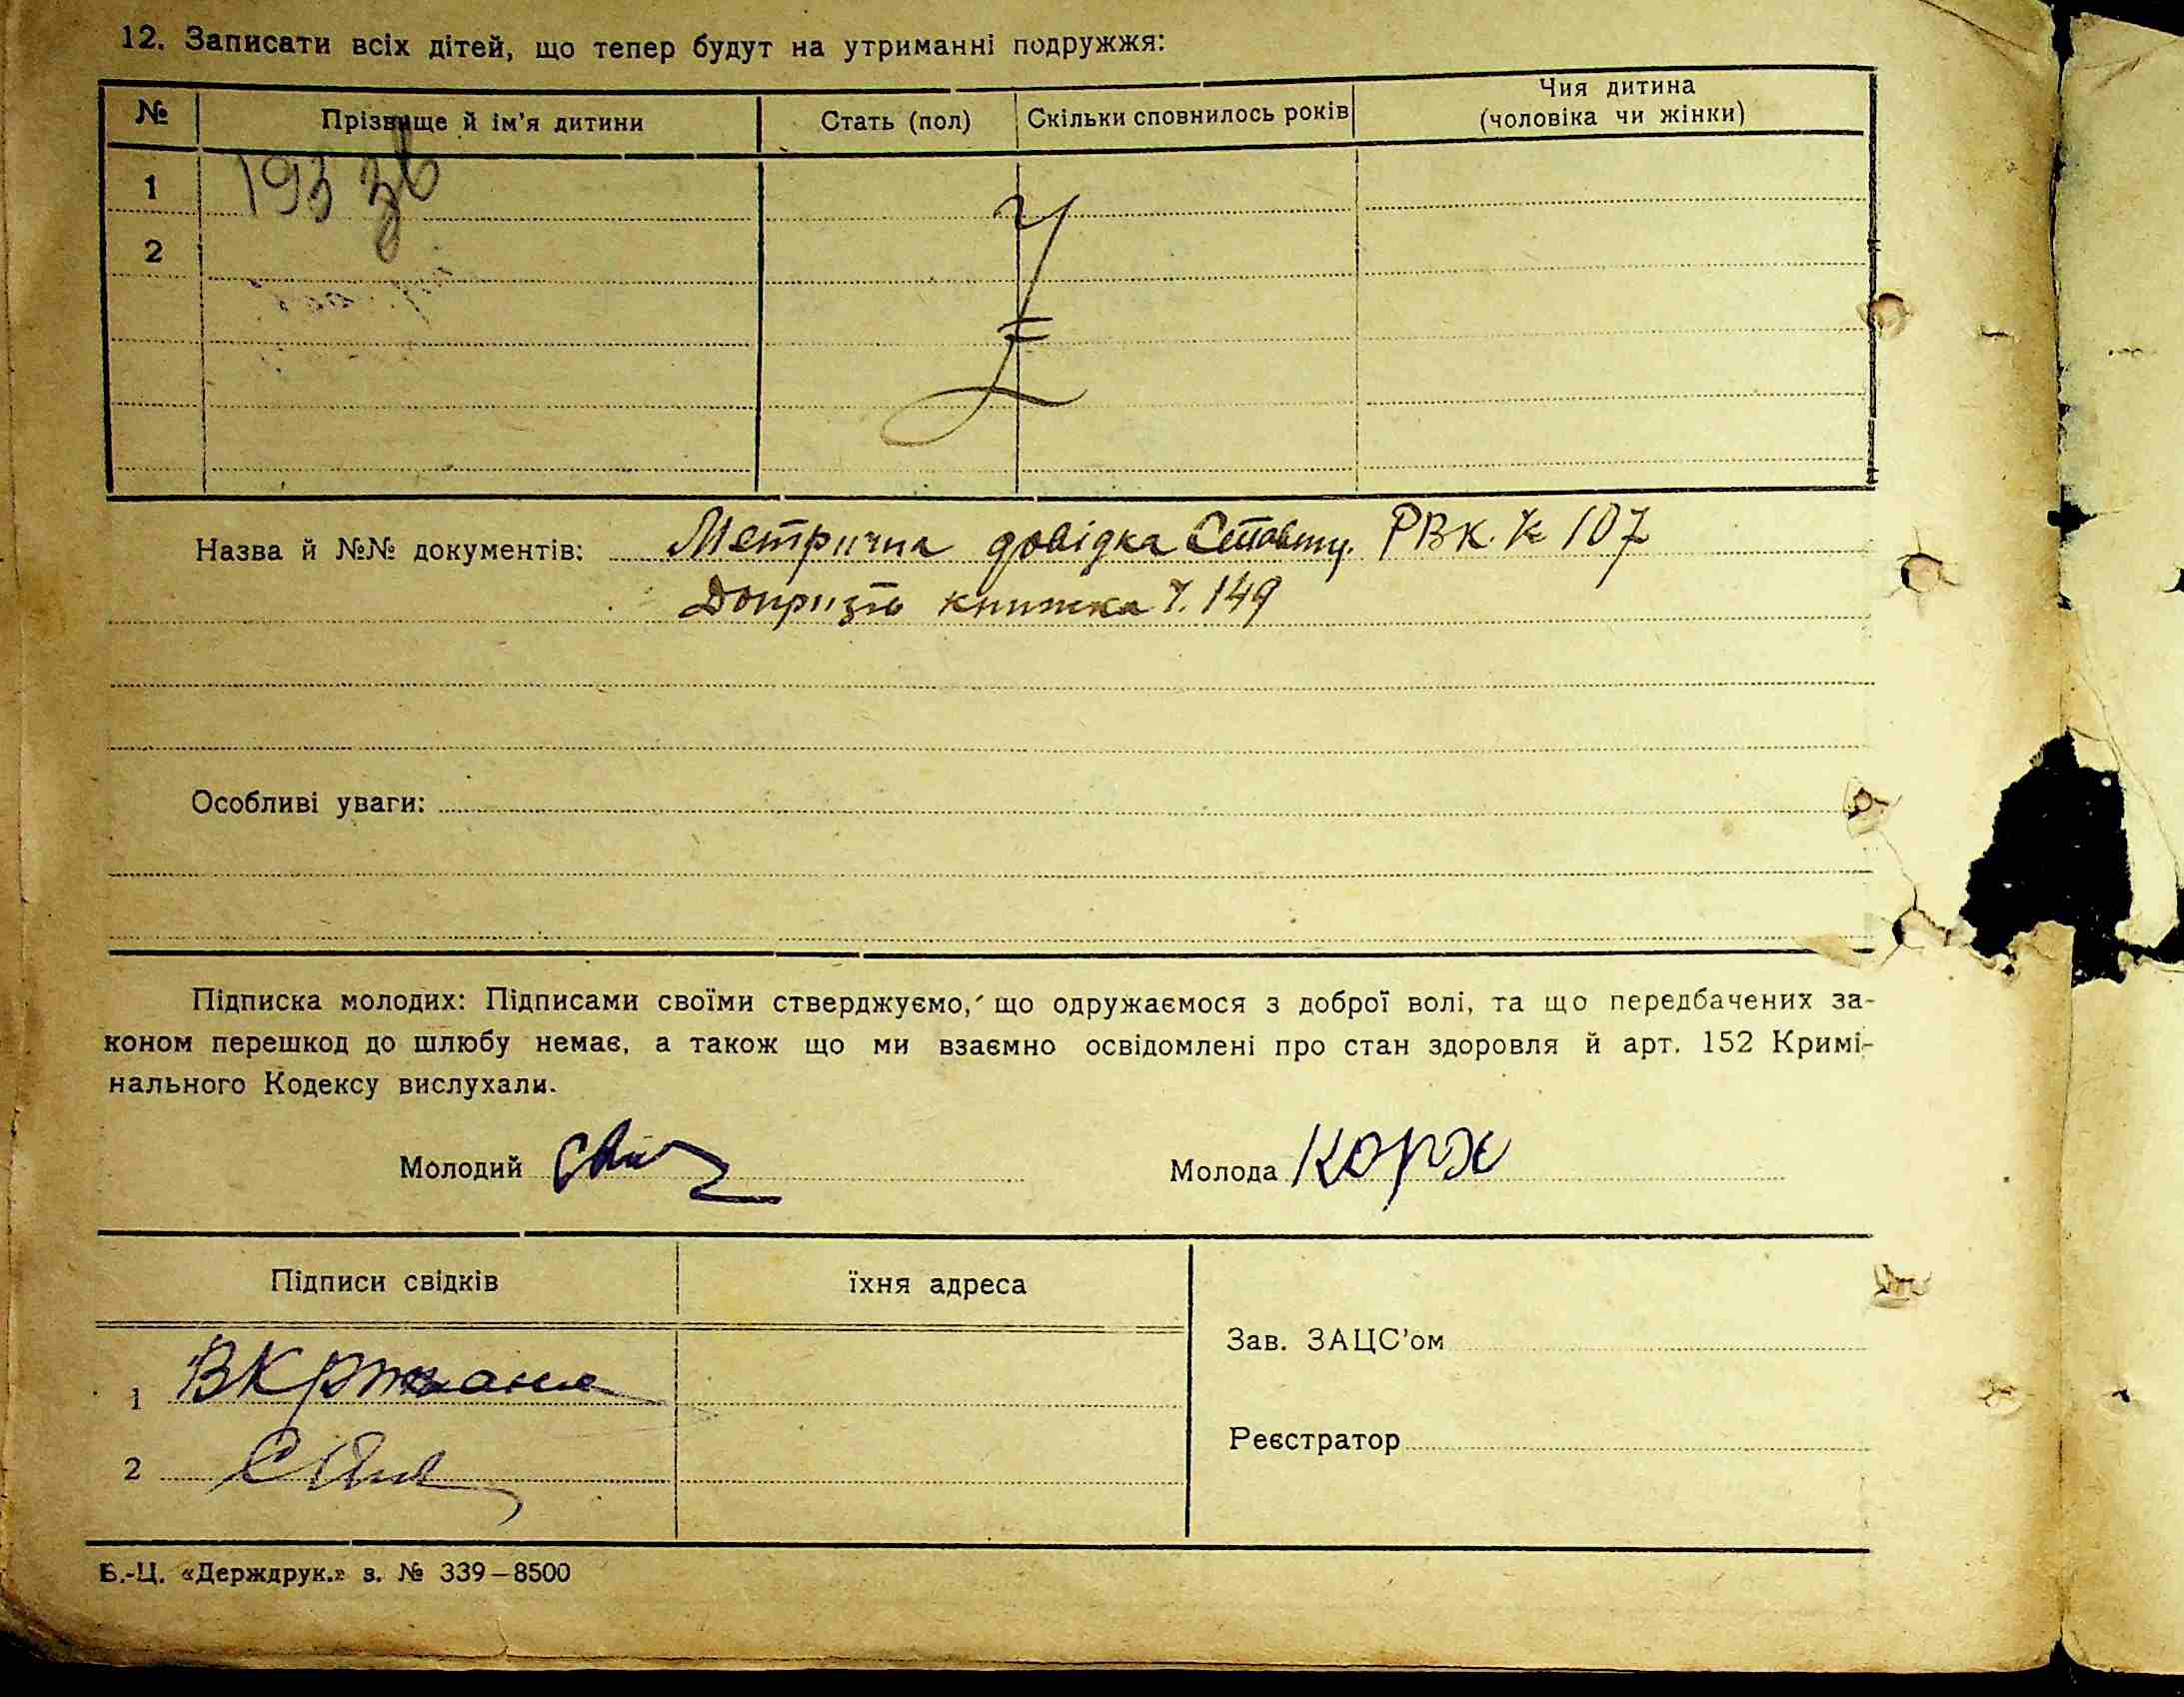 12. Записати всіх дітей, що тепер будут на утриманні подружжя:
№ Прізвище й ім'я дитини Стать (пол) Скільки сповнилось років Чия дитина (чоловіка чи жінки)
1 193
2
Назва й №№ документів: Метрична довідка РВК. 107
книжка 149
Особливі уваги:
Підписка молодих: Підписами своїми стверджуємо, що одружаємося з доброї волі, та що передбачених за-
коном перешкод до шлюбу немає, а також що ми взаємно освідомлені про стан здоровля й арт. 152 Кримі-
нального Кодексу вислухали.
Молодий Молода Корж
Підписи свідків їхня адреса
Зав. ЗАЦС'ом
1
Реєстратор
2
Б.-Ц. «Держдрук.» з. № 339–8500